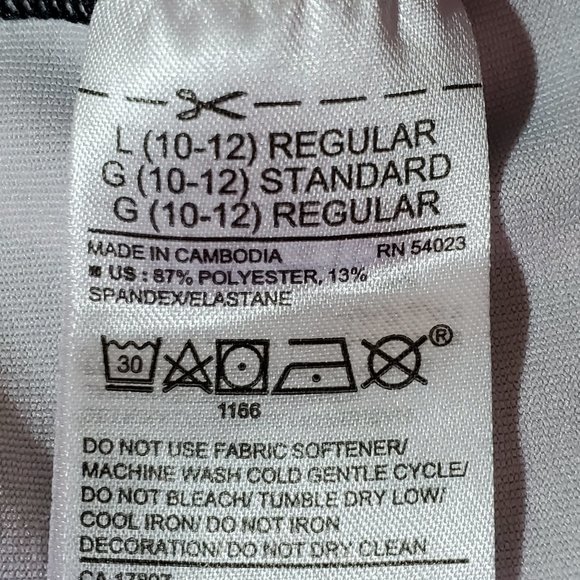 L (10-12) REGULAR
G (10-12) STANDARD
G (10-12) REGULAR
MADE IN CAMBODIA RN 54023
US : 87% POLYESTER, 13%
SPANDEX/ELASTANE
30 ®
1166
DO NOT USE FABRIC SOFTENER/
MACHINE WASH COLD GENTLE CYCLE/
DO NOT BLEACH/ TUMBLE DRY LOW/
COOL IRON/ DO NOT IRON
DECORATION/ DO NOT DRY CLEAN
CA 17897